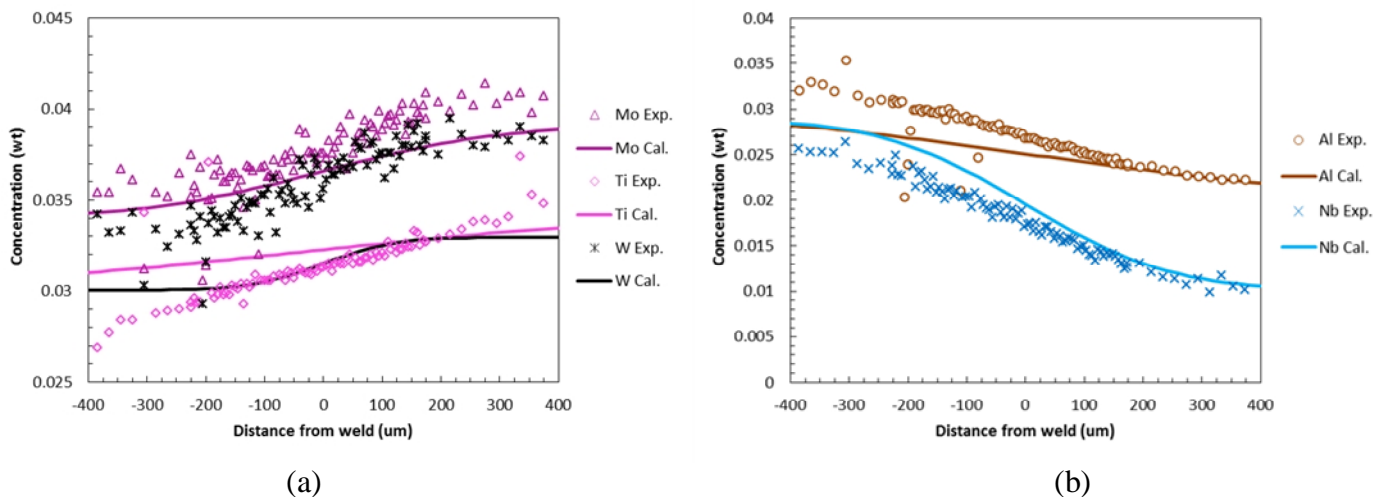 0.045
0.04
0.035
0.03
0.025
Concentration (wt)
-400 -300 -200 -100 0 100 200 300 400
Distance from weld (um)
Mo Exp.
Mo Cal.
Ti Exp.
Ti Cal.
W Exp.
W Cal.
(a)
0.04
0.035
0.03
0.025
0.02
0.015
0.01
0.005
0
Concentration (wt)
-400 -300 -200 -100 0 100 200 300 400
Distance from weld (um)
Al Exp.
Al Cal.
Nb Exp.
Nb Cal.
(b)